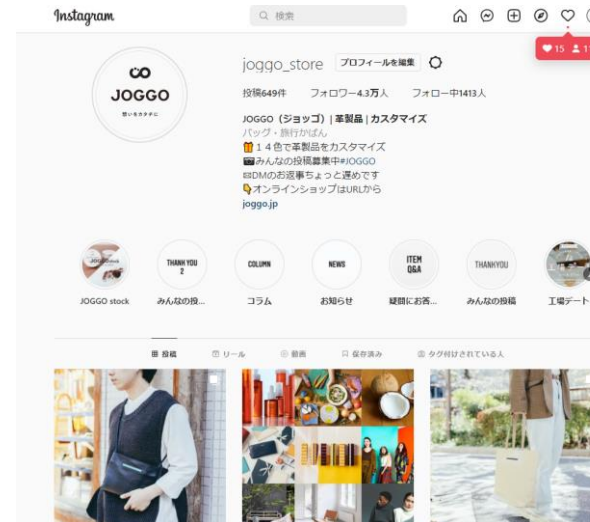 Instagram
検索
15 1
joggo_store プロフィールを編集
JOGGO
想いをカタチに
投稿649件 フォロワー4.3万人 フォロー中1413人
JOGGO（ジョッゴ）| 革製品 | カスタマイズ
バッグ・旅行かばん
１４色で革製品をカスタマイズ
みんなの投稿募集中#JOGGO
DMのお返事ちょっと遅めです
オンラインショップはURLから
joggo.jp
THANK YOU
2
COLUMN
NEWS
ITEM
Q&A
THANKYOU
JOGGO stock みんなの投... コラム お知らせ 疑問にお答... みんなの投稿 工場デート
投稿 リール 動画 保存済み タグ付けされている人